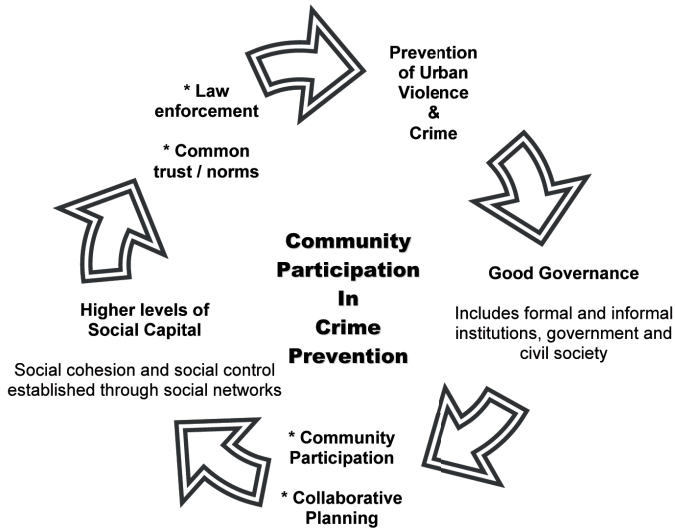 Prevention
of Urban
Violence
&
Crime
* Law
enforcement
* Common
trust / norms
Community
Participation
In
Crime
Prevention
Good Governance
Includes formal and informal
institutions, government and
civil society
Higher levels of
Social Capital
Social cohesion and social control
established through social networks
* Community
Participation
* Collaborative
Planning